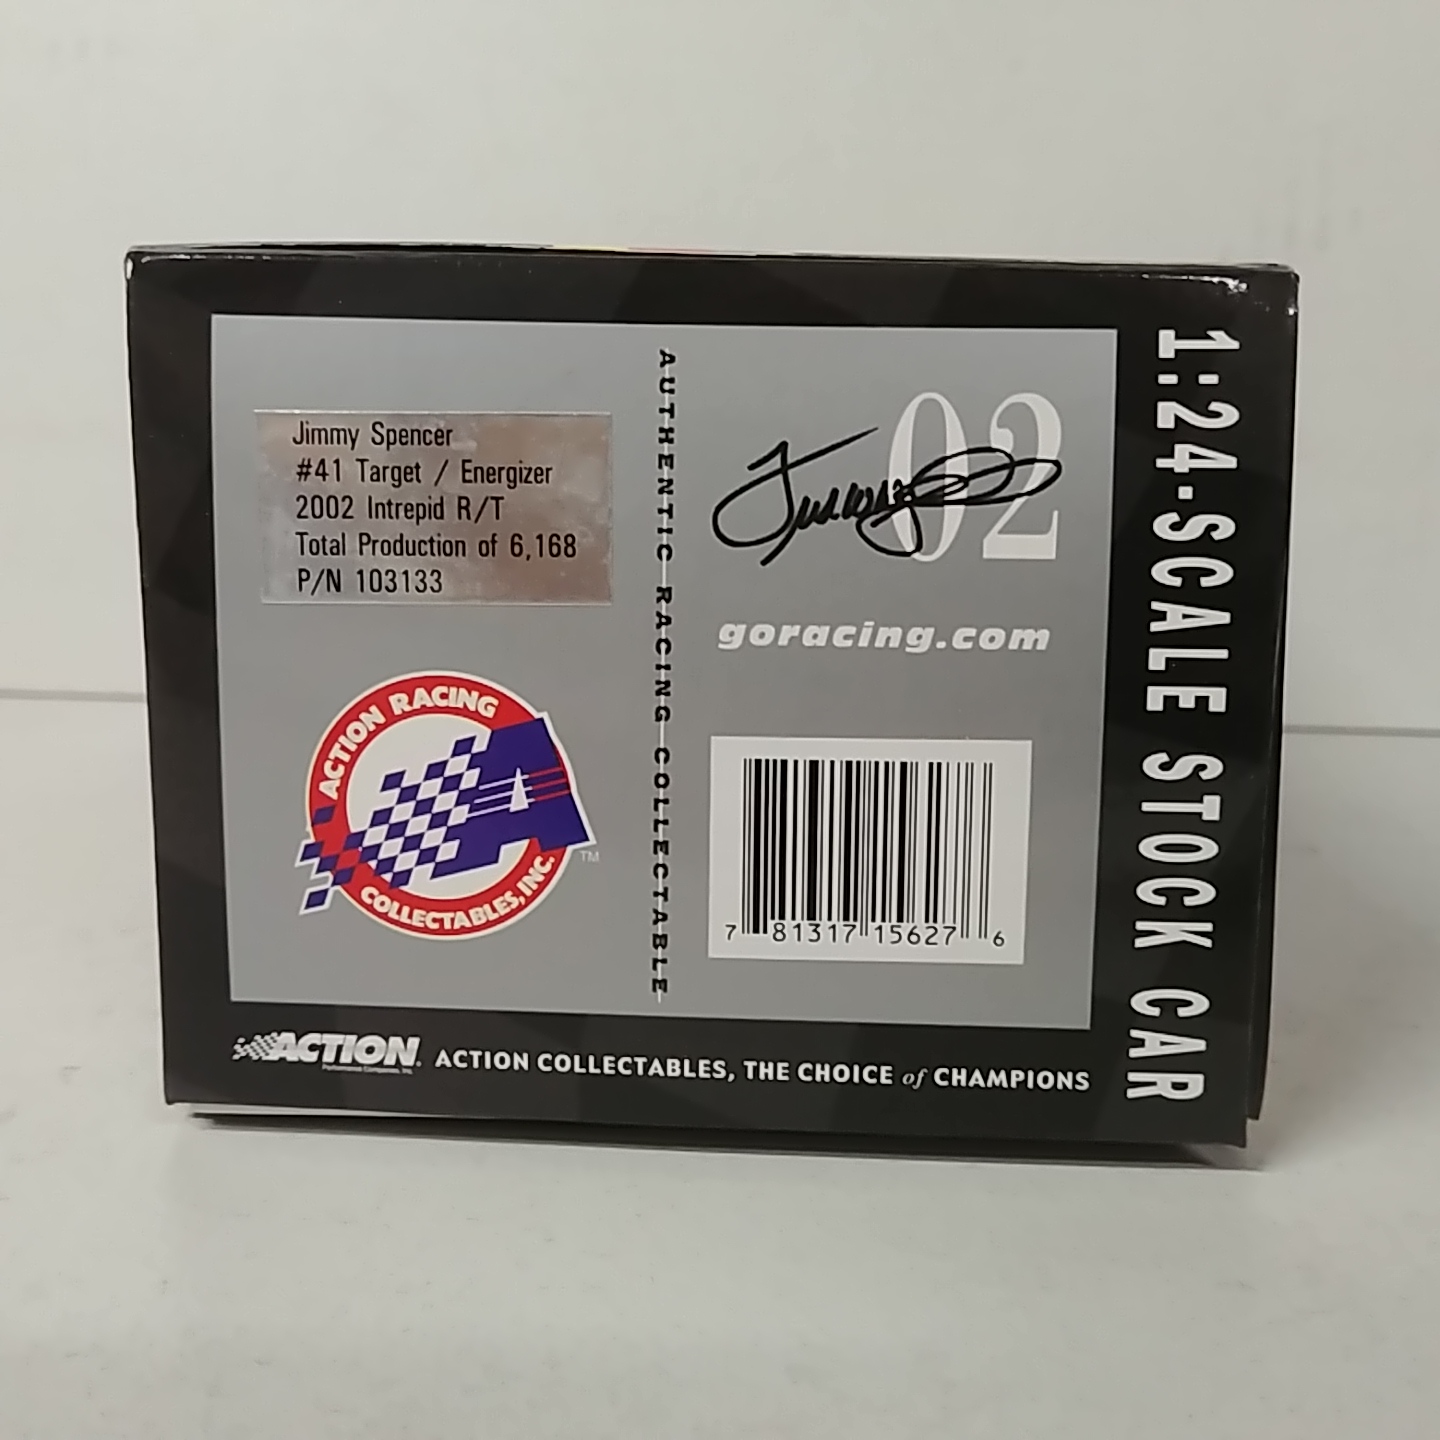 Jimmy Spencer
#41 Target / Energizer
2002 Intrepid R/T
Total Production of 6,168
P/N 103133
ACTION RACING
COLLECTABLES, INC.
TM
AUTHENTIC RACING COLLECTABLE
02
goracing.com
7 81317 15627 6
1:24-SCALE STOCK CAR
ACTION
ACTION COLLECTABLES, THE CHOICE of CHAMPIONS